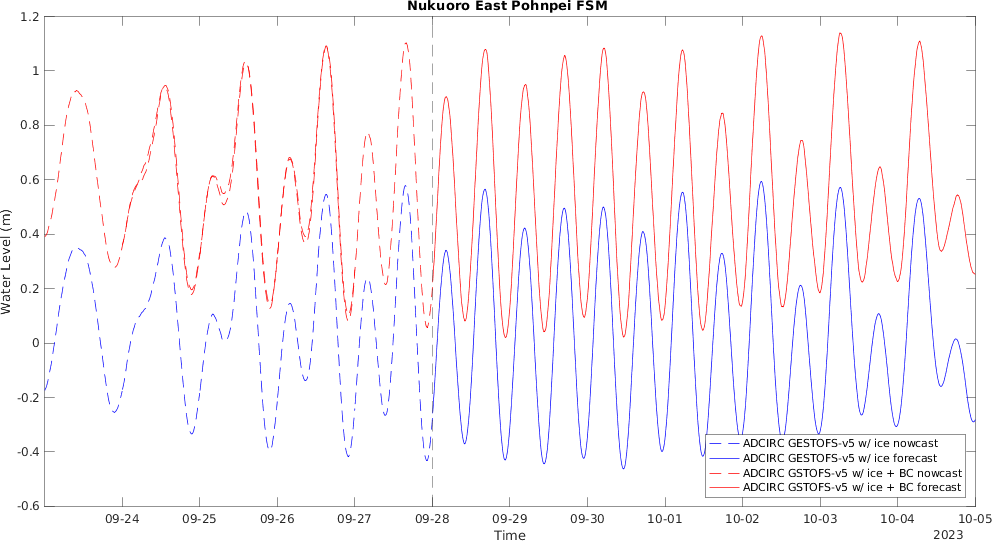 Nukuoro East Pohnpei FSM
1.2
1
0.8
0.6
0.4
0.2
0
-0.2
-0.4
-0.6
Water Level (m)
ADCIRC GESTOFS-v5 w/ ice nowcast
ADCIRC GESTOFS-v5 w/ ice forecast
ADCIRC GSTOFS-v5 w/ ice + BC nowcast
ADCIRC GSTOFS-v5 w/ ice + BC forecast
09-24 09-25 09-26 09-27 09-28 09-29 09-30 10-01 10-02 10-03 10-04 10-05
Time
2023